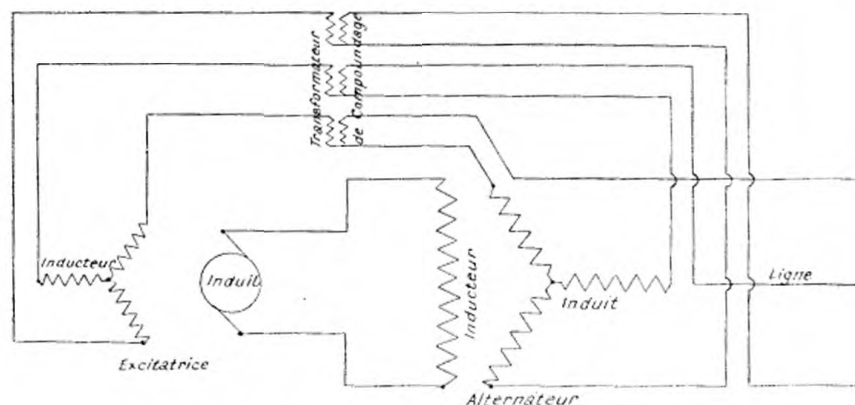 Transformateur
de Compoundage
Inducteur
Induit
Inducteur
Induit
Ligne
Excitatrice
Alternateur